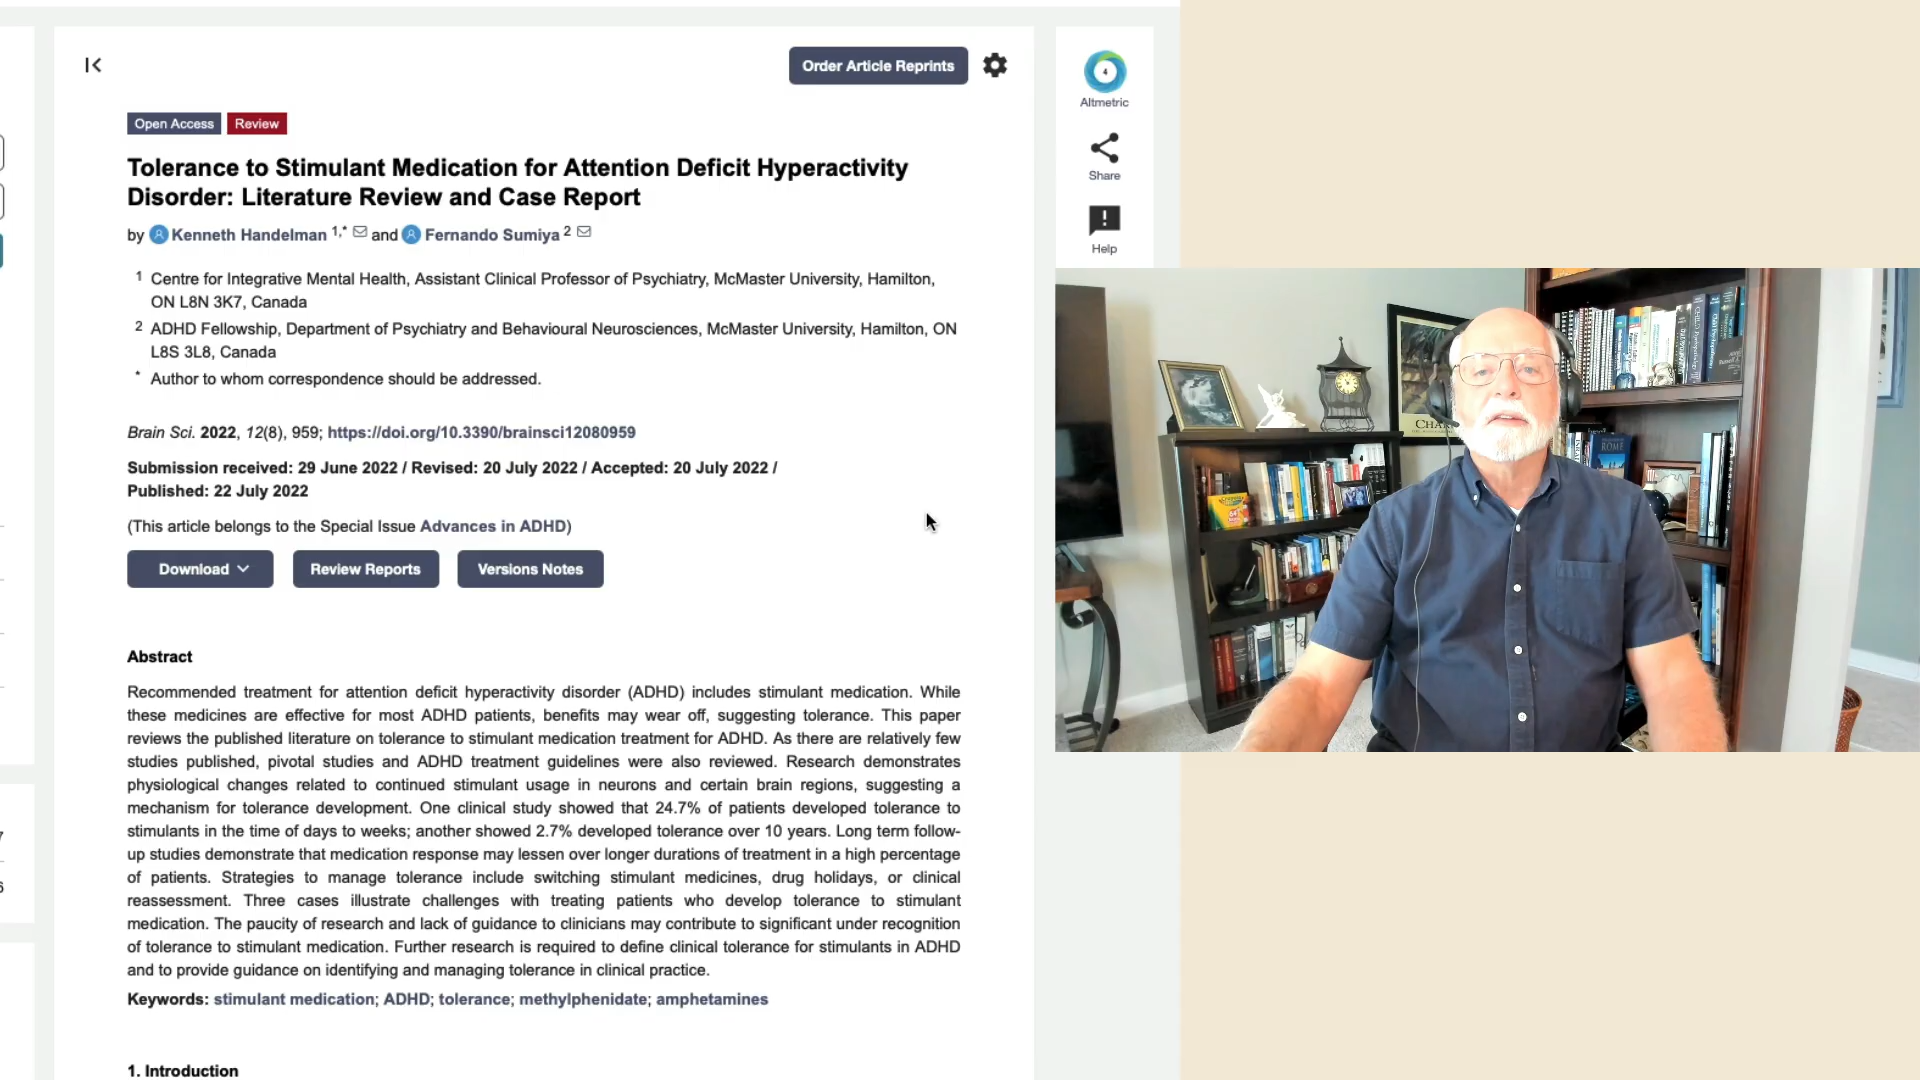 Order Article Reprints
Open Access Review
Tolerance to Stimulant Medication for Attention Deficit Hyperactivity
Disorder: Literature Review and Case Report
by Kenneth Handelman 1,* and Fernando Sumiya 2
1 Centre for Integrative Mental Health, Assistant Clinical Professor of Psychiatry, McMaster University, Hamilton,
ON L8N 3K7, Canada
2 ADHD Fellowship, Department of Psychiatry and Behavioural Neurosciences, McMaster University, Hamilton, ON
L8S 3L8, Canada
* Author to whom correspondence should be addressed.
Brain Sci. 2022, 12(8), 959; https://doi.org/10.3390/brainsci12080959
Submission received: 29 June 2022 / Revised: 20 July 2022 / Accepted: 20 July 2022 /
Published: 22 July 2022
(This article belongs to the Special Issue Advances in ADHD)
Download
Review Reports
Versions Notes
Abstract
Recommended treatment for attention deficit hyperactivity disorder (ADHD) includes stimulant medication. While
these medicines are effective for most ADHD patients, benefits may wear off, suggesting tolerance. This paper
reviews the published literature on tolerance to stimulant medication treatment for ADHD. As there are relatively few
studies published, pivotal studies and ADHD treatment guidelines were also reviewed. Research demonstrates
physiological changes related to continued stimulant usage in neurons and certain brain regions, suggesting a
mechanism for tolerance development. One clinical study showed that 24.7% of patients developed tolerance to
stimulants in the time of days to weeks; another showed 2.7% developed tolerance over 10 years. Long term follow-
up studies demonstrate that medication response may lessen over longer durations of treatment in a high percentage
of patients. Strategies to manage tolerance include switching stimulant medicines, drug holidays, or clinical
reassessment. Three cases illustrate challenges with treating patients who develop tolerance to stimulant
medication. The paucity of research and lack of guidance to clinicians may contribute to significant under recognition
of tolerance to stimulant medication. Further research is required to define clinical tolerance for stimulants in ADHD
and to provide guidance on identifying and managing tolerance in clinical practice.
Keywords: stimulant medication; ADHD; tolerance; methylphenidate; amphetamines
1. Introduction
4
Altmetric
Share
Help
ROME